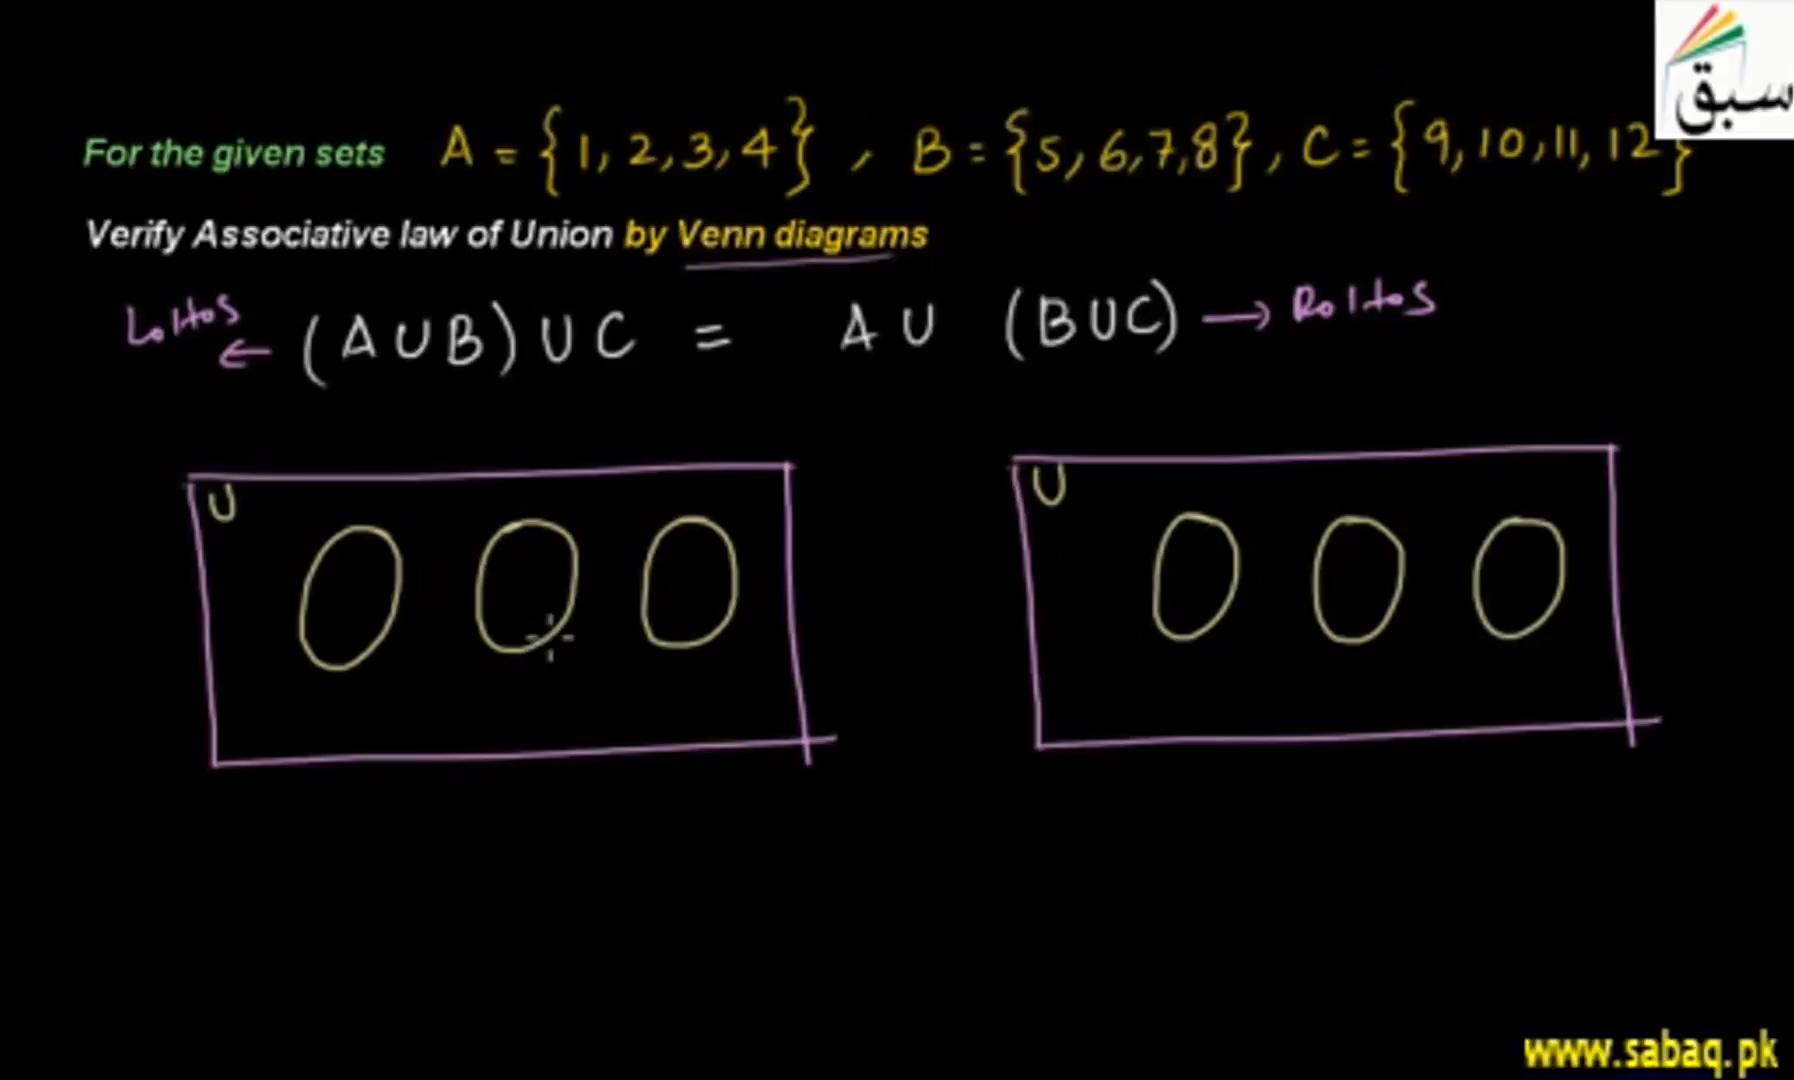 سبق
For the given sets A = {1, 2, 3, 4} , B = {5, 6, 7, 8} , C = {9, 10, 11, 12}
Verify Associative law of Union by Venn diagrams
L.H.S ← (A U B) U C = A U (B U C) → R.H.S
U U
www.sabaq.pk